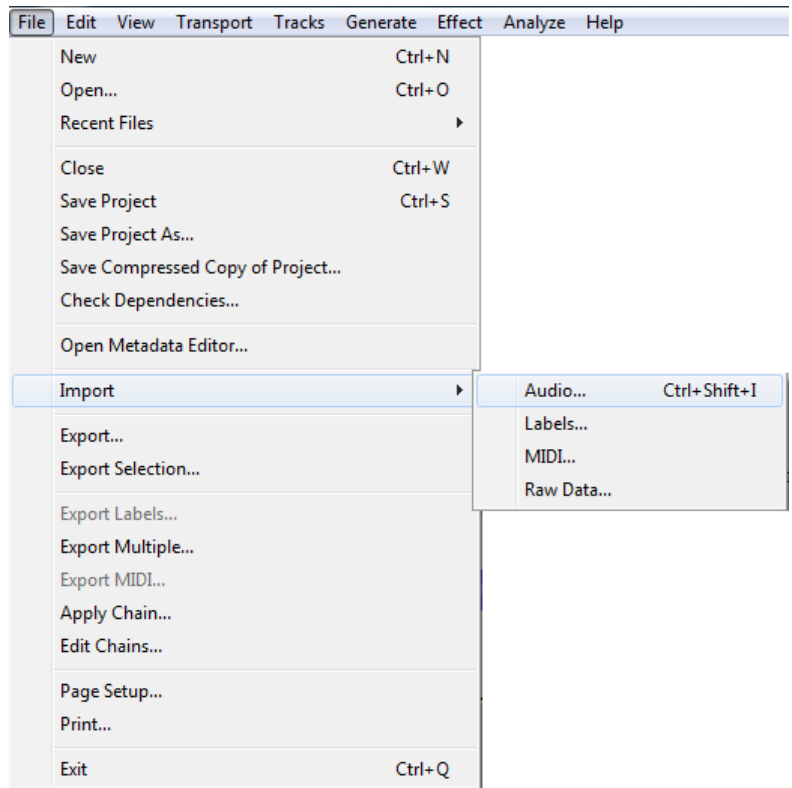 File Edit View Transport Tracks Generate Effect Analyze Help
New Ctrl+N
Open... Ctrl+O
Recent Files
Close Ctrl+W
Save Project Ctrl+S
Save Project As...
Save Compressed Copy of Project...
Check Dependencies...
Open Metadata Editor...
Import
Audio... Ctrl+Shift+I
Labels...
MIDI...
Raw Data...
Export...
Export Selection...
Export Labels...
Export Multiple...
Export MIDI...
Apply Chain...
Edit Chains...
Page Setup...
Print...
Exit Ctrl+Q